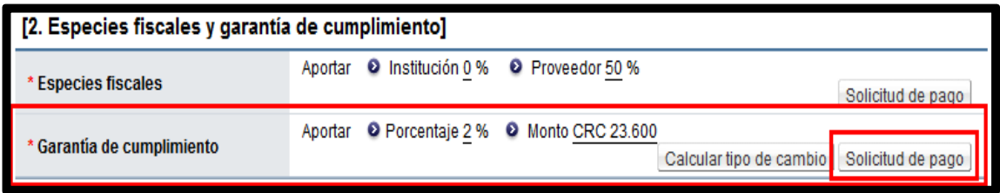 [2. Especies fiscales y garantía de cumplimiento]
* Especies fiscales
Aportar Institución 0 % Proveedor 50 %
Solicitud de pago
* Garantía de cumplimiento
Aportar Porcentaje 2 % Monto CRC 23.600
Calcular tipo de cambio Solicitud de pago